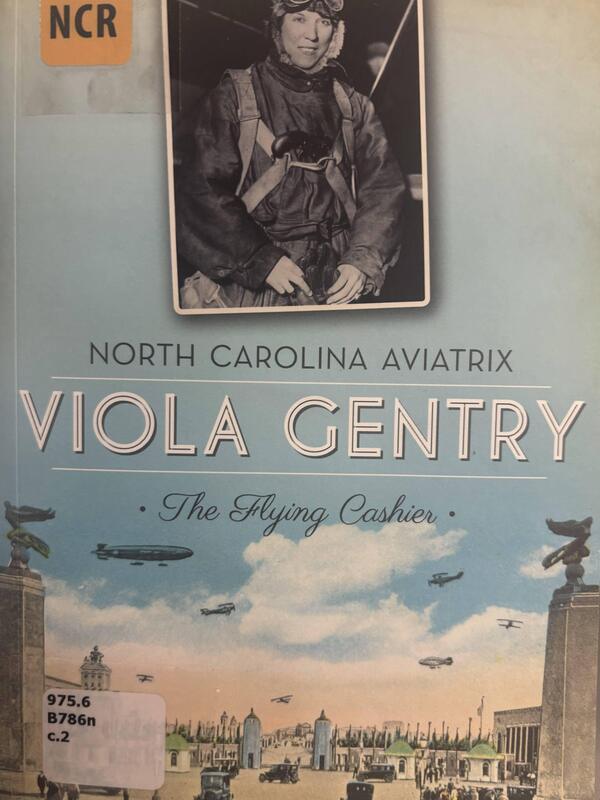 NCR
NORTH CAROLINA AVIATRIX
VIOLA GENTRY
· The Flying Cashier ·
975.6
B786n
c.2